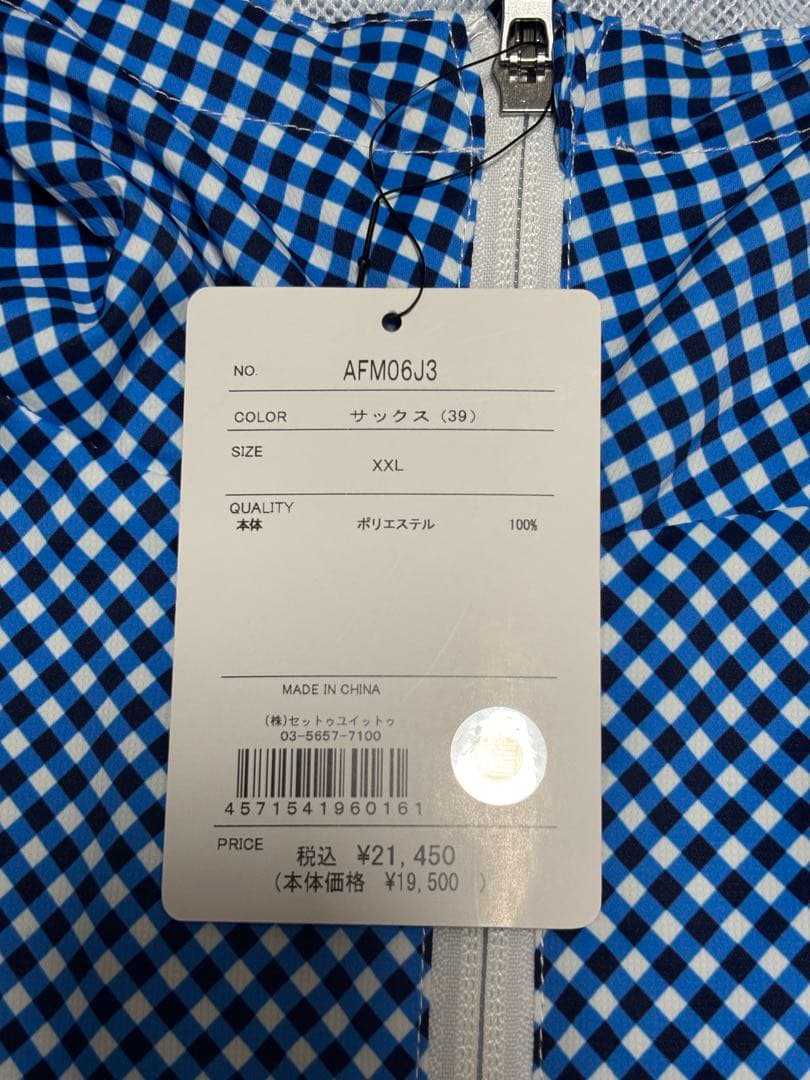 NO. AFM06J3
COLOR サックス(39)
SIZE
XXL
QUALITY
本体 ポリエステル 100%
MADE IN CHINA
(株)セットゥユイットゥ
03-5657-7100
4571541960161
PRICE 税込 ¥21,450
(本体価格 ¥19,500 )